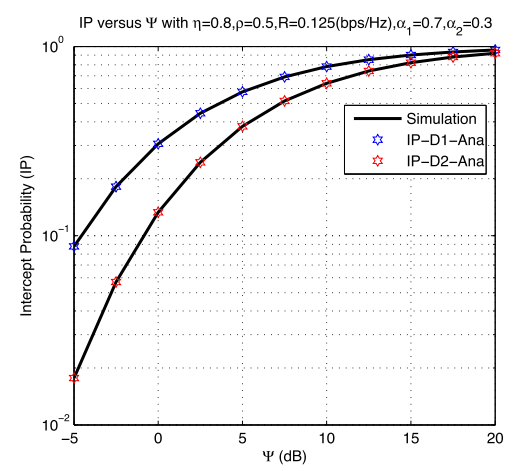 IP versus Ψ with η=0.8,ρ=0.5,R=0.125(bps/Hz),α₁=0.7,α₂=0.3
Intercept Probability (IP)
10⁰
10⁻¹
10⁻²
Simulation
IP−D1−Ana
IP−D2−Ana
−5 0 5 10 15 20
Ψ (dB)